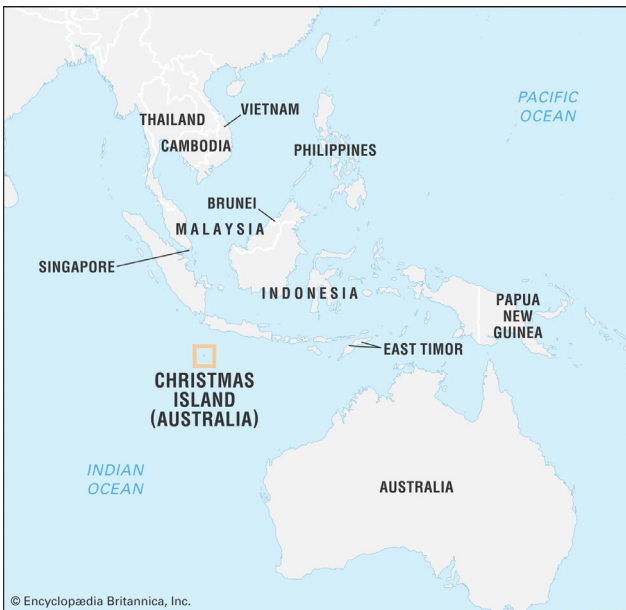 PACIFIC
OCEAN
VIETNAM
THAILAND
CAMBODIA
PHILIPPINES
BRUNEI
MALAYSIA
SINGAPORE
INDONESIA
PAPUA
NEW
GUINEA
EAST TIMOR
CHRISTMAS
ISLAND
(AUSTRALIA)
INDIAN
OCEAN
AUSTRALIA
© Encyclopædia Britannica, Inc.